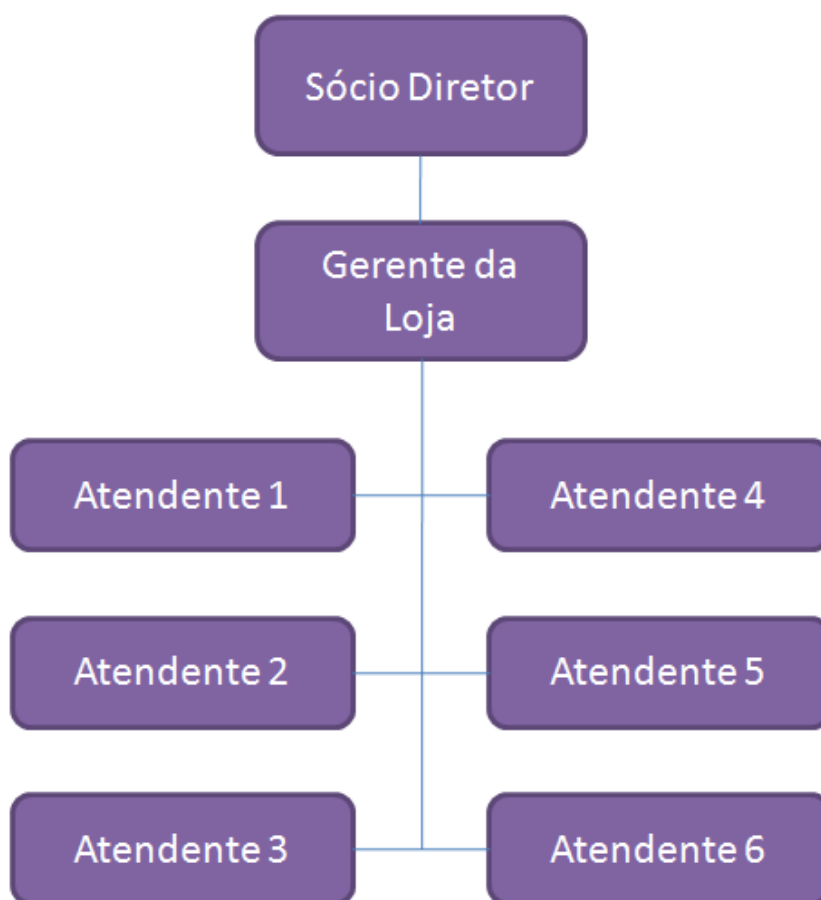 Sócio Diretor
Gerente da
Loja
Atendente 1
Atendente 4
Atendente 2
Atendente 5
Atendente 3
Atendente 6